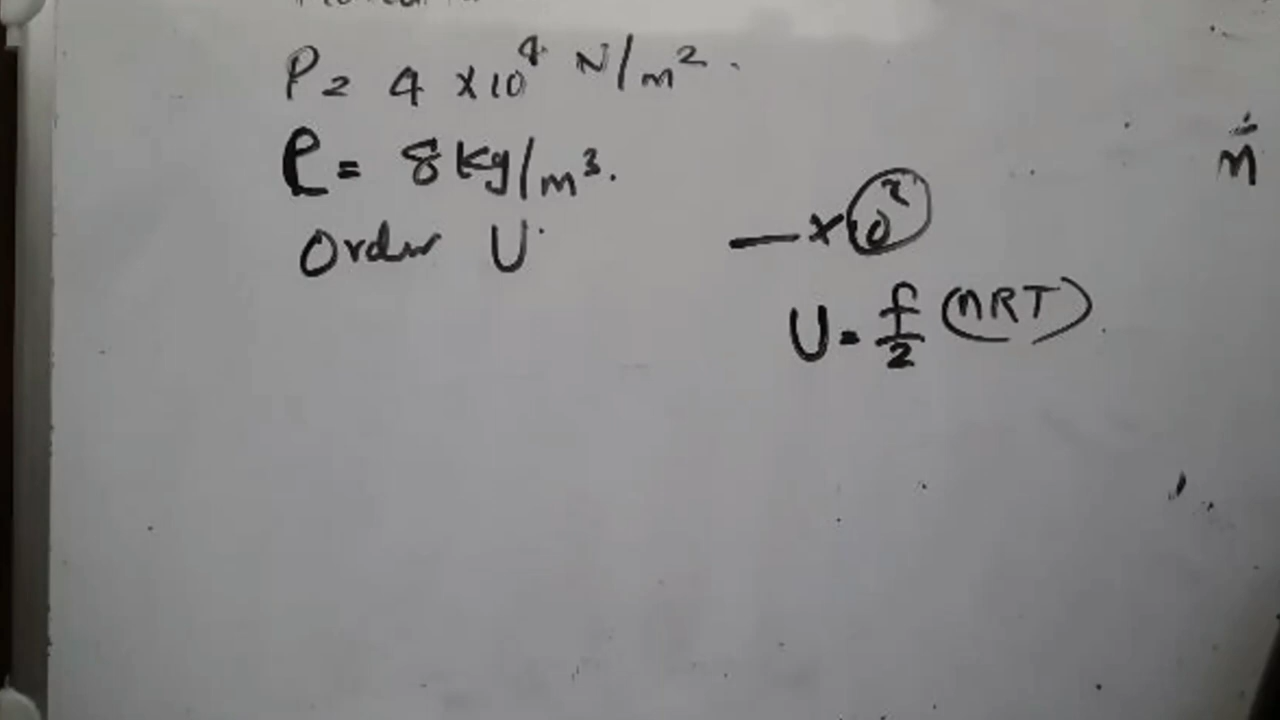 P = 4 ×10⁴ N/m².
ρ = 8 kg/m³.
Order U
— ×10²
U = f/2 (nRT)
ṁ